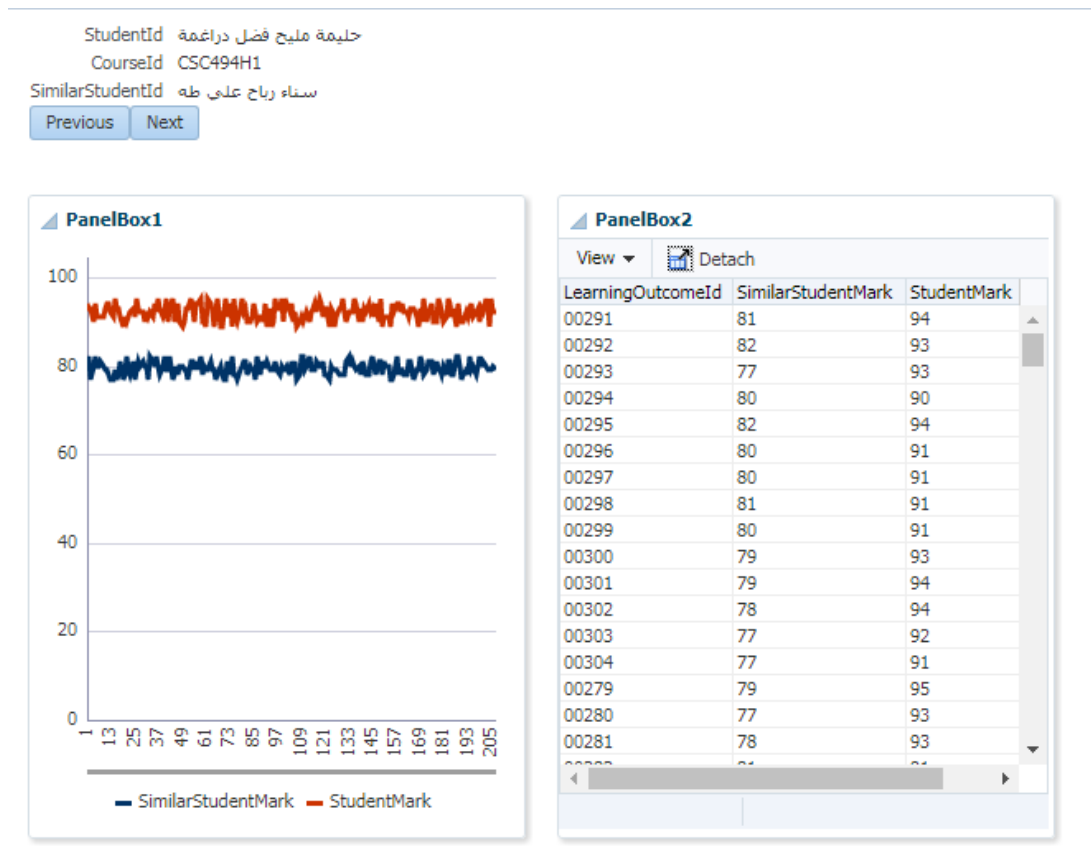 StudentId حليمة مليح فضل دراغمة
CourseId CSC494H1
SimilarStudentId سناء رباح علي طه
Previous Next
PanelBox1
100
80
60
40
20
0
1 13 25 37 49 61 73 85 97 109 121 133 145 157 169 181 193 205
SimilarStudentMark StudentMark
PanelBox2
View Detach
LearningOutcomeId SimilarStudentMark StudentMark
00291 81 94
00292 82 93
00293 77 93
00294 80 90
00295 82 94
00296 80 91
00297 80 91
00298 81 91
00299 80 91
00300 79 93
00301 79 94
00302 78 94
00303 77 92
00304 77 91
00279 79 95
00280 77 93
00281 78 93